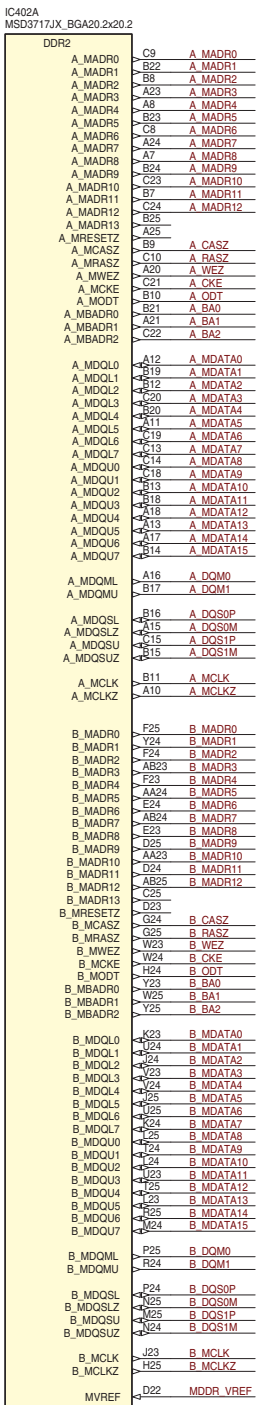 IC402A
MSD3717JX_BGA20.2x20.2
DDR2
A_MADR0 C9 A_MADR0
A_MADR1 B22 A_MADR1
A_MADR2 B8 A_MADR2
A_MADR3 A23 A_MADR3
A_MADR4 A8 A_MADR4
A_MADR5 B23 A_MADR5
A_MADR6 C8 A_MADR6
A_MADR7 A24 A_MADR7
A_MADR8 A7 A_MADR8
A_MADR9 B24 A_MADR9
A_MADR10 C23 A_MADR10
A_MADR11 B7 A_MADR11
A_MADR12 C24 A_MADR12
A_MADR13 B25
A_MRESETZ A25
A_MCASZ B9 A_CASZ
A_MRASZ C10 A_RASZ
A_MWEZ A20 A_WEZ
A_MCKE C21 A_CKE
A_MODT B10 A_ODT
A_MBADR0 B21 A_BA0
A_MBADR1 A21 A_BA1
A_MBADR2 C22 A_BA2
A_MDQL0 A12 A_MDATA0
A_MDQL1 B19 A_MDATA1
A_MDQL2 B12 A_MDATA2
A_MDQL3 C20 A_MDATA3
A_MDQL4 B20 A_MDATA4
A_MDQL5 A11 A_MDATA5
A_MDQL6 C19 A_MDATA6
A_MDQL7 C13 A_MDATA7
A_MDQU0 C14 A_MDATA8
A_MDQU1 C18 A_MDATA9
A_MDQU2 B13 A_MDATA10
A_MDQU3 B18 A_MDATA11
A_MDQU4 A18 A_MDATA12
A_MDQU5 A13 A_MDATA13
A_MDQU6 A17 A_MDATA14
A_MDQU7 B14 A_MDATA15
A_MDQML A16 A_DQM0
A_MDQMU B17 A_DQM1
A_MDQSL B16 A_DQS0P
A_MDQSLZ A15 A_DQS0M
A_MDQSU C15 A_DQS1P
A_MDQSUZ B15 A_DQS1M
A_MCLK B11 A_MCLK
A_MCLKZ A10 A_MCLKZ
B_MADR0 F25 B_MADR0
B_MADR1 Y24 B_MADR1
B_MADR2 F24 B_MADR2
B_MADR3 AB23 B_MADR3
B_MADR4 F23 B_MADR4
B_MADR5 AA24 B_MADR5
B_MADR6 E24 B_MADR6
B_MADR7 AB24 B_MADR7
B_MADR8 E23 B_MADR8
B_MADR9 D25 B_MADR9
B_MADR10 AA23 B_MADR10
B_MADR11 D24 B_MADR11
B_MADR12 AB25 B_MADR12
B_MADR13 C25
B_MRESETZ D23
B_MCASZ G24 B_CASZ
B_MRASZ G25 B_RASZ
B_MWEZ W23 B_WEZ
B_MCKE W24 B_CKE
B_MODT H24 B_ODT
B_MBADR0 Y23 B_BA0
B_MBADR1 W25 B_BA1
B_MBADR2 Y25 B_BA2
B_MDQL0 K23 B_MDATA0
B_MDQL1 U24 B_MDATA1
B_MDQL2 J24 B_MDATA2
B_MDQL3 V23 B_MDATA3
B_MDQL4 V24 B_MDATA4
B_MDQL5 J25 B_MDATA5
B_MDQL6 U25 B_MDATA6
B_MDQL7 K24 B_MDATA7
B_MDQU0 L25 B_MDATA8
B_MDQU1 T24 B_MDATA9
B_MDQU2 L24 B_MDATA10
B_MDQU3 U23 B_MDATA11
B_MDQU4 T25 B_MDATA12
B_MDQU5 L23 B_MDATA13
B_MDQU6 R25 B_MDATA14
B_MDQU7 M24 B_MDATA15
B_MDQML P25 B_DQM0
B_MDQMU R24 B_DQM1
B_MDQSL P24 B_DQS0P
B_MDQSLZ N25 B_DQS0M
B_MDQSU M25 B_DQS1P
B_MDQSUZ N24 B_DQS1M
B_MCLK J23 B_MCLK
B_MCLKZ H25 B_MCLKZ
MVREF D22 MDDR_VREF